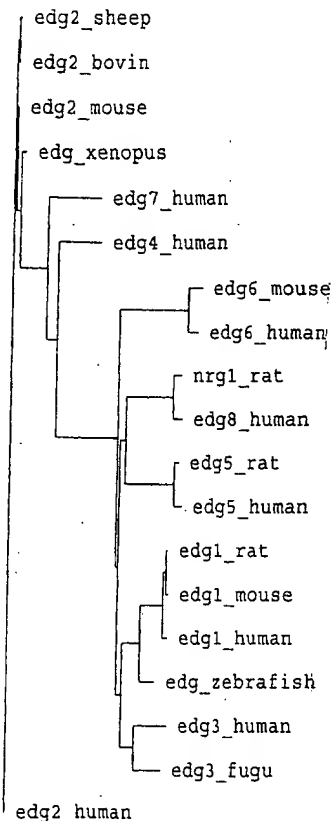 edg2_sheep
edg2_bovin
edg2_mouse
edg_xenopus
edg7_human
edg4_human
edg6_mouse
edg6_human
nrg1_rat
edg8_human
edg5_rat
edg5_human
edg1_rat
edg1_mouse
edg1_human
edg_zebrafish
edg3_human
edg3_fugu
edg2_human